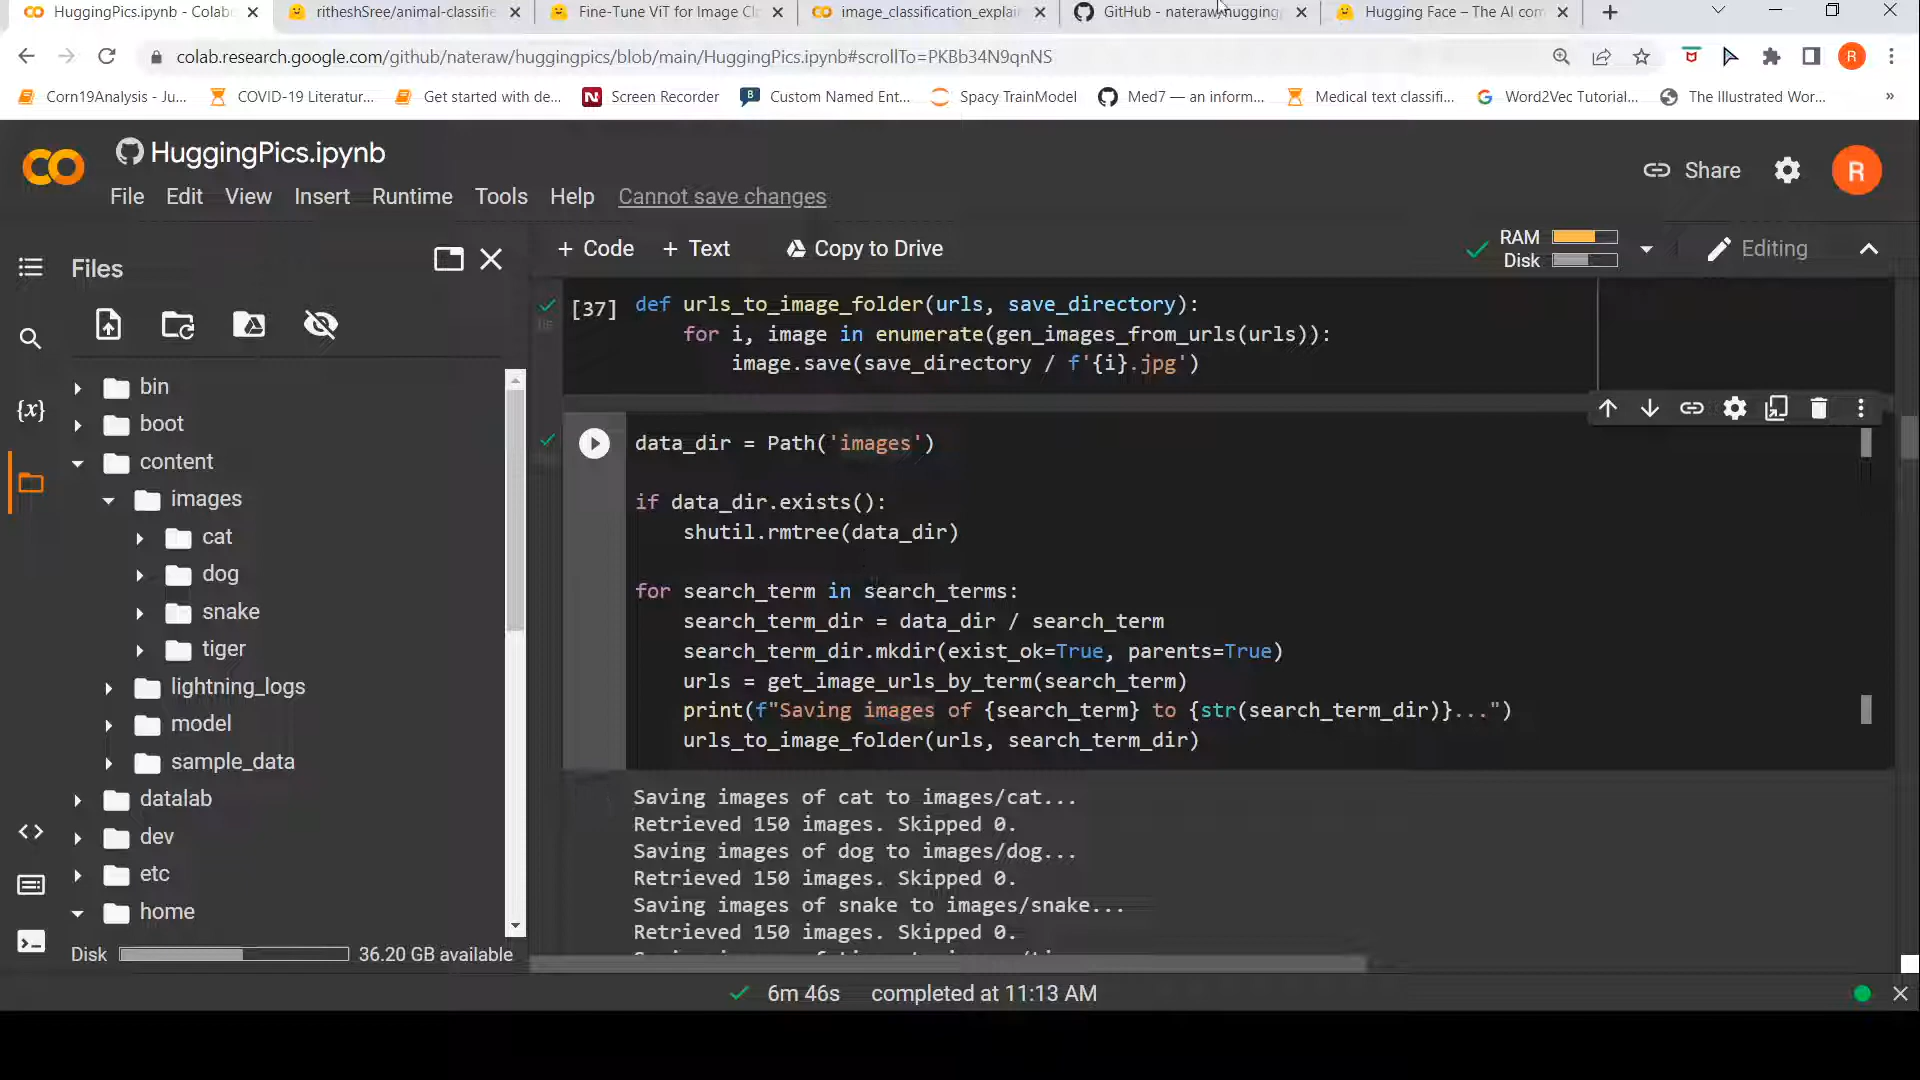 HuggingPics.ipynb - Colab
ritheshSree/animal-classifie
Fine-Tune ViT for Image Cl
image_classification_explain
GitHub - nateraw/hugging
Hugging Face – The AI com
colab.research.google.com/github/nateraw/huggingpics/blob/main/HuggingPics.ipynb#scrollTo=PKBb34N9qnNS
R
Corn19Analysis - Ju...
COVID-19 Literatur...
Get started with de...
Screen Recorder
Custom Named Ent...
Spacy TrainModel
Med7 — an inform...
Medical text classifi...
Word2Vec Tutorial...
The Illustrated Wor...
»
CO
HuggingPics.ipynb
Share
R
File Edit View Insert Runtime Tools Help Cannot save changes
Files
+ Code + Text Copy to Drive
RAM
Disk
Editing
{x}
bin
boot
content
images
cat
dog
snake
tiger
lightning_logs
model
sample_data
datalab
dev
etc
home
Disk 36.20 GB available
[37] def urls_to_image_folder(urls, save_directory):
for i, image in enumerate(gen_images_from_urls(urls)):
image.save(save_directory / f'{i}.jpg')
data_dir = Path('images')
if data_dir.exists():
shutil.rmtree(data_dir)
for search_term in search_terms:
search_term_dir = data_dir / search_term
search_term_dir.mkdir(exist_ok=True, parents=True)
urls = get_image_urls_by_term(search_term)
print(f"Saving images of {search_term} to {str(search_term_dir)}...")
urls_to_image_folder(urls, search_term_dir)
Saving images of cat to images/cat...
Retrieved 150 images. Skipped 0.
Saving images of dog to images/dog...
Retrieved 150 images. Skipped 0.
Saving images of snake to images/snake...
Retrieved 150 images. Skipped 0.
6m 46s completed at 11:13 AM